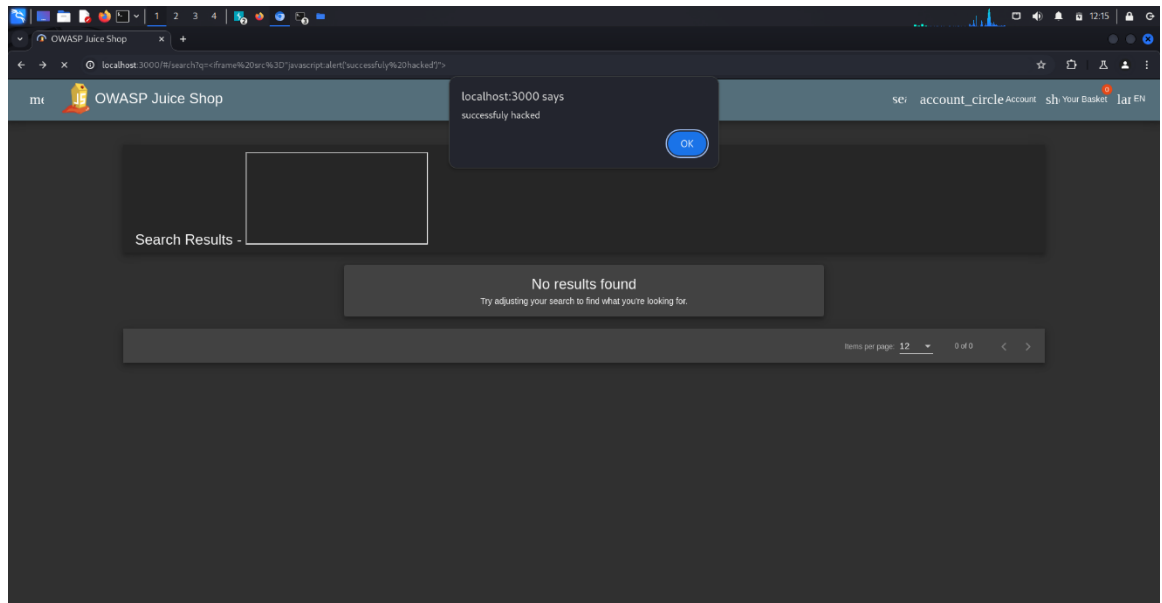 1 2 3 4 12:15
OWASP Juice Shop
localhost:3000/#/search?q=<iframe%20src%3D"javascript:alert('successfuly%20hacked')">
me OWASP Juice Shop account_circle Account sh Your Basket 0 EN
localhost:3000 says
successfuly hacked
OK
Search Results -
No results found
Try adjusting your search to find what you're looking for.
Items per page: 12 0 of 0